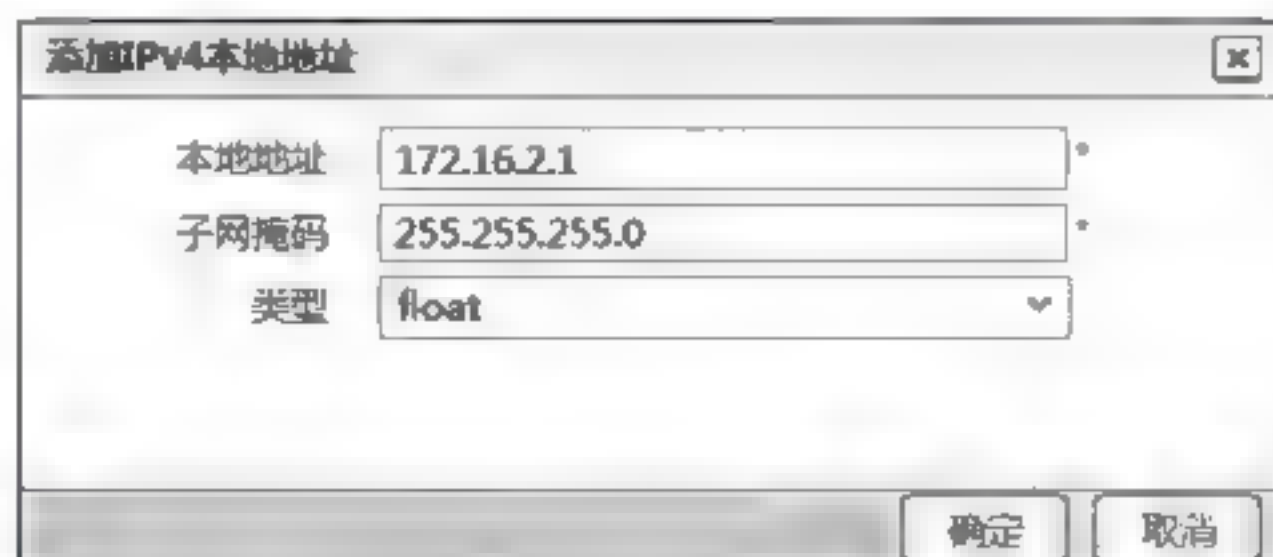 添加IPv4本地地址
本地地址 172.16.2.1 *
子网掩码 255.255.255.0 *
类型 float
确定 取消